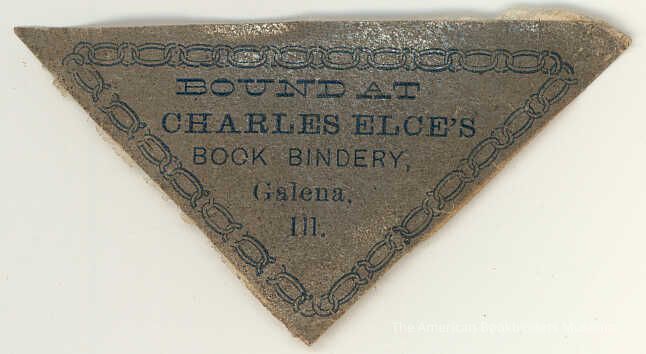 BOUND AT
CHARLES ELCE'S
BOOK BINDERY,
Galena,
Ill.
The American Bookbinders Museum